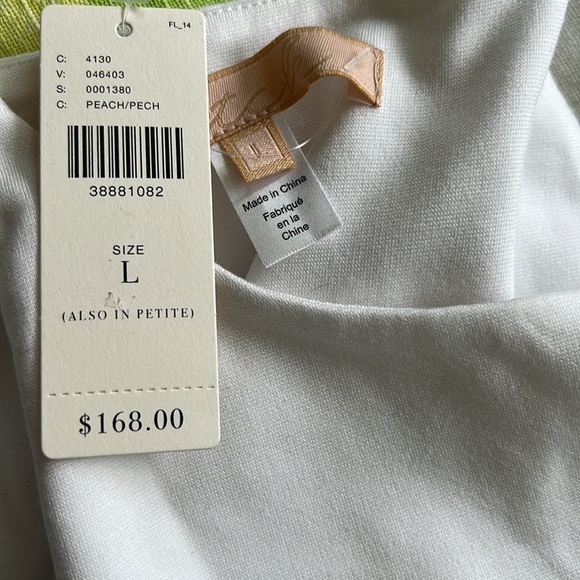 FL_14
C: 4130
V: 046403
S: 0001380
C: PEACH/PECH
38881082
SIZE
L
(ALSO IN PETITE)
$168.00
L
Made in China
Fabriqué
en la
Chine